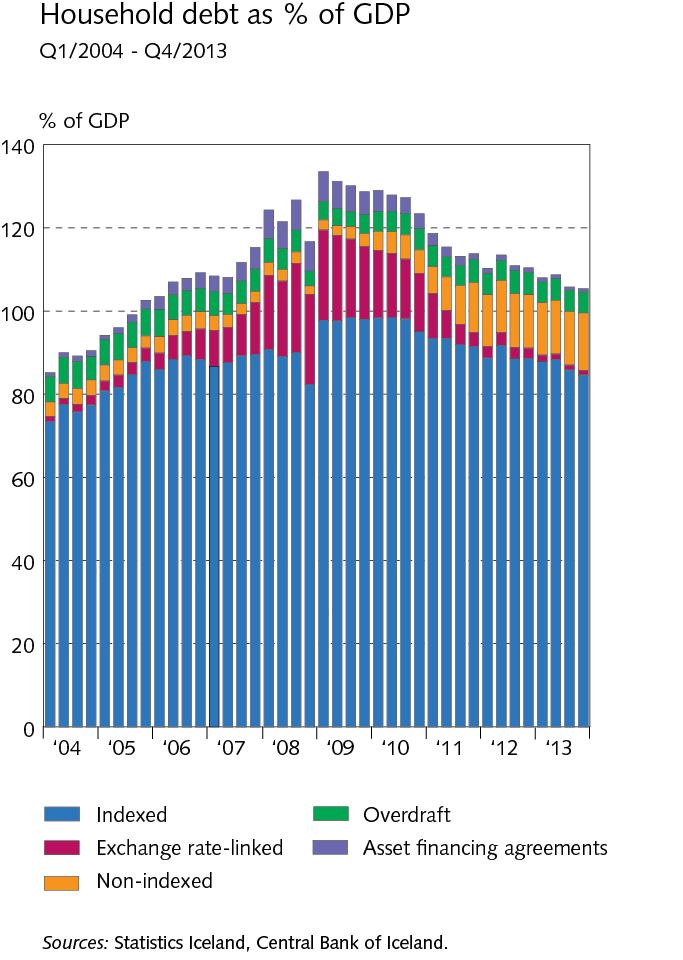 Household debt as % of GDP
Q1/2004 - Q4/2013
% of GDP
140
120
100
80
60
40
20
0
‘04 ‘05 ‘06 ‘07 ‘08 ‘09 ‘10 ‘11 ‘12 ‘13
Indexed Overdraft
Exchange rate-linked Asset financing agreements
Non-indexed
Sources: Statistics Iceland, Central Bank of Iceland.